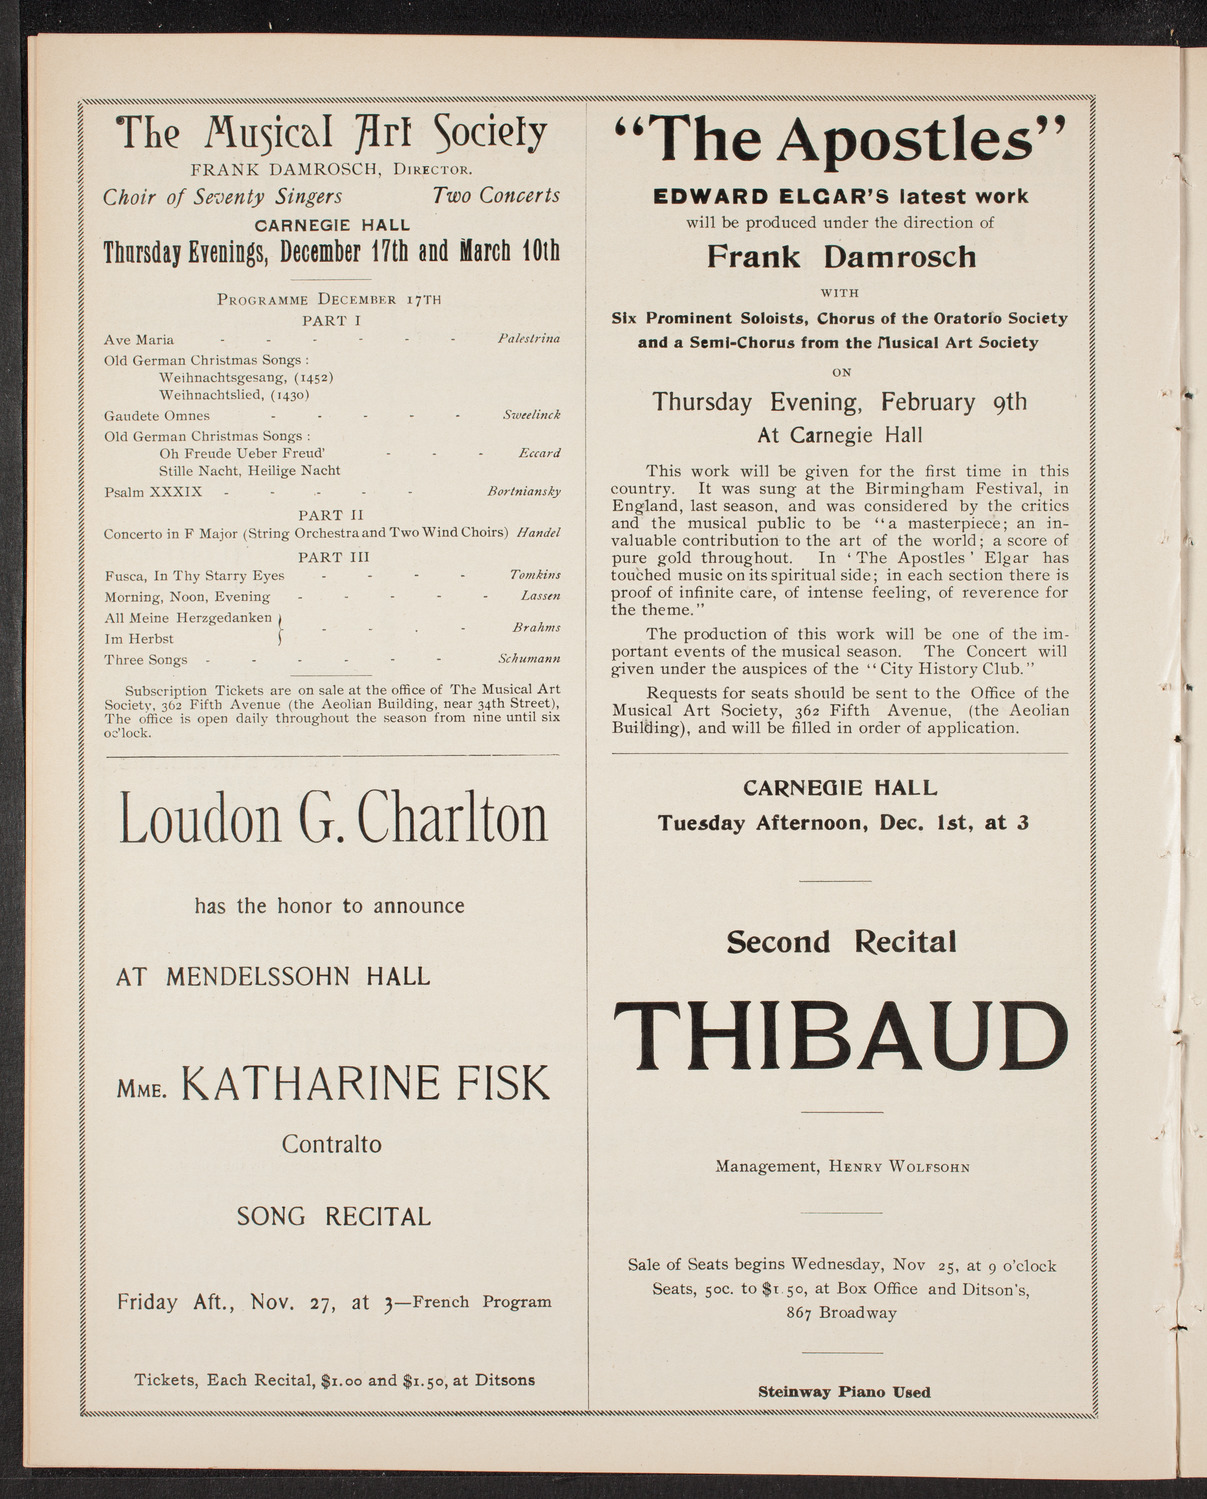 The Musical Art Society
FRANK DAMROSCH, DIRECTOR.
Choir of Seventy Singers Two Concerts
CARNEGIE HALL
Thursday Evenings, December 17th and March 10th
PROGRAMME DECEMBER 17TH
PART I
Ave Maria - - - - - - Palestrina
Old German Christmas Songs :
Weihnachtsgesang, (1452)
Weihnachtslied, (1430)
Gaudete Omnes - - - - - Sweelinck
Old German Christmas Songs :
Oh Freude Ueber Freud' - - - Eccard
Stille Nacht, Heilige Nacht
Psalm XXXIX - - - - - Bortniansky
PART II
Concerto in F Major (String Orchestra and Two Wind Choirs) Handel
PART III
Fusca, In Thy Starry Eyes - - - - Tomkins
Morning, Noon, Evening - - - - - Lassen
All Meine Herzgedanken }
Im Herbst } - - . - Brahms
Three Songs - - - - - - Schumann
Subscription Tickets are on sale at the office of The Musical Art
Society, 362 Fifth Avenue (the Aeolian Building, near 34th Street),
The office is open daily throughout the season from nine until six
oc'lock.
Loudon G. Charlton
has the honor to announce
AT MENDELSSOHN HALL
MME. KATHARINE FISK
Contralto
SONG RECITAL
Friday Aft., Nov. 27, at 3—French Program
Tickets, Each Recital, $1.00 and $1.50, at Ditsons
"The Apostles"
EDWARD ELGAR'S latest work
will be produced under the direction of
Frank Damrosch
WITH
Six Prominent Soloists, Chorus of the Oratorio Society
and a Semi-Chorus from the Musical Art Society
ON
Thursday Evening, February 9th
At Carnegie Hall
This work will be given for the first time in this
country. It was sung at the Birmingham Festival, in
England, last season, and was considered by the critics
and the musical public to be "a masterpiece; an in-
valuable contribution to the art of the world; a score of
pure gold throughout. In 'The Apostles' Elgar has
touched music on its spiritual side; in each section there is
proof of infinite care, of intense feeling, of reverence for
the theme."
The production of this work will be one of the im-
portant events of the musical season. The Concert will
given under the auspices of the "City History Club."
Requests for seats should be sent to the Office of the
Musical Art Society, 362 Fifth Avenue, (the Aeolian
Building), and will be filled in order of application.
CARNEGIE HALL
Tuesday Afternoon, Dec. 1st, at 3
Second Recital
THIBAUD
Management, HENRY WOLFSOHN
Sale of Seats begins Wednesday, Nov 25, at 9 o'clock
Seats, 50c. to $1.50, at Box Office and Ditson's,
867 Broadway
Steinway Piano Used